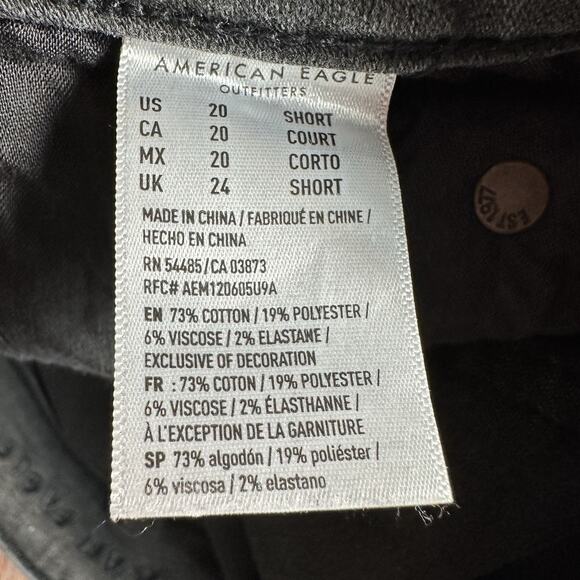 AMERICAN EAGLE
OUTFITTERS
US 20 SHORT
CA 20 COURT
MX 20 CORTO
UK 24 SHORT
MADE IN CHINA / FABRIQUÉ EN CHINE /
HECHO EN CHINA
RN 54485/CA 03873
RFC# AEM120605U9A
EN 73% COTTON / 19% POLYESTER /
6% VISCOSE / 2% ELASTANE /
EXCLUSIVE OF DECORATION
FR : 73% COTON / 19% POLYESTER /
6% VISCOSE / 2% ÉLASTHANNE /
À L'EXCEPTION DE LA GARNITURE
SP 73% algodón / 19% poliéster /
6% viscosa / 2% elastano
EST 1977